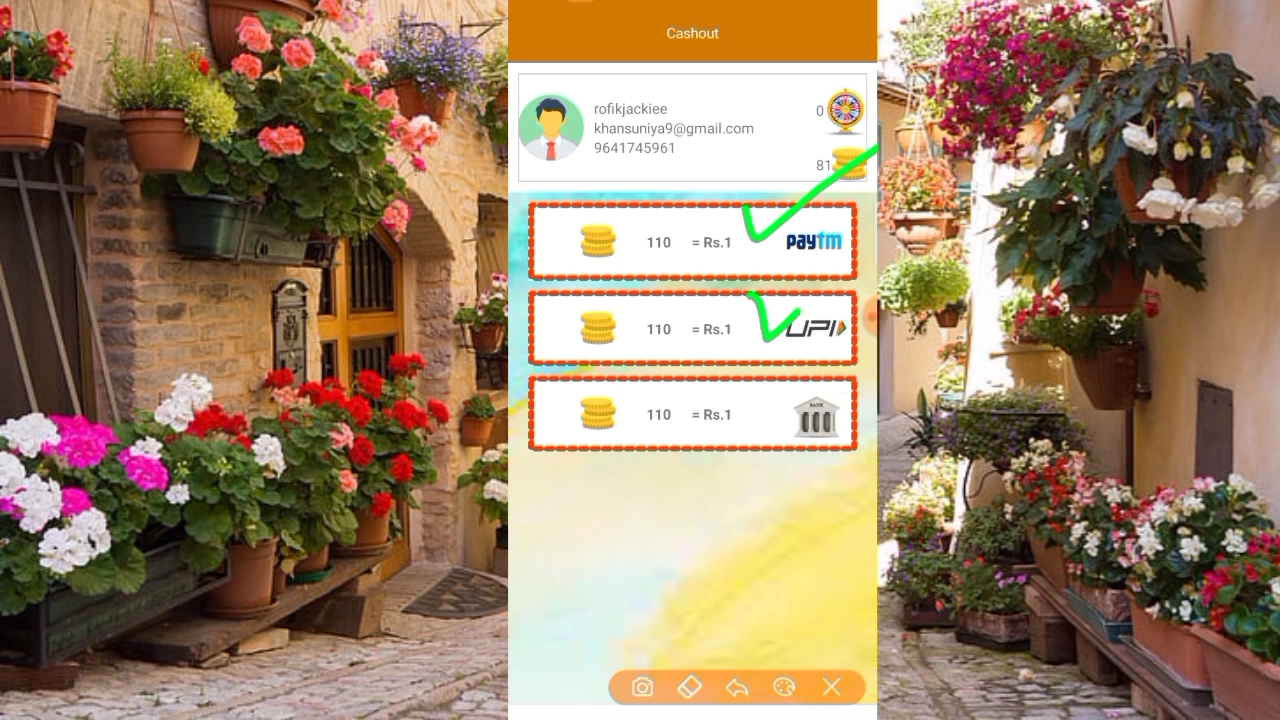 Cashout
rofikjackiee
0
khansuniya9@gmail.com
9641745961
81
110 = Rs.1 paytm
110 = Rs.1 UPI
110 = Rs.1 BANK